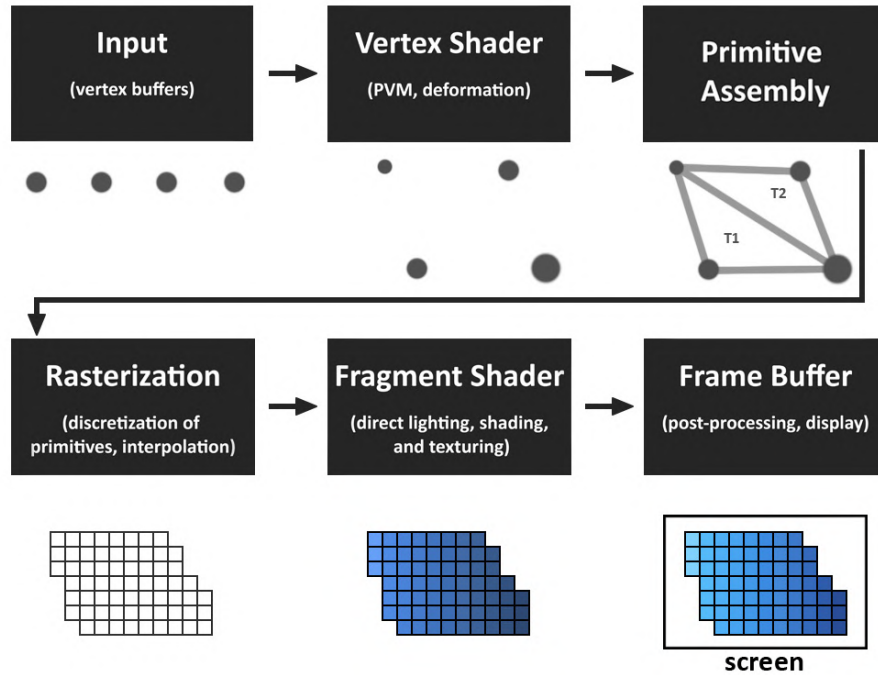 Input
(vertex buffers)
Vertex Shader
(PVM, deformation)
Primitive
Assembly
T2
T1
Rasterization
(discretization of
primitives, interpolation)
Fragment Shader
(direct lighting, shading,
and texturing)
Frame Buffer
(post-processing, display)
screen